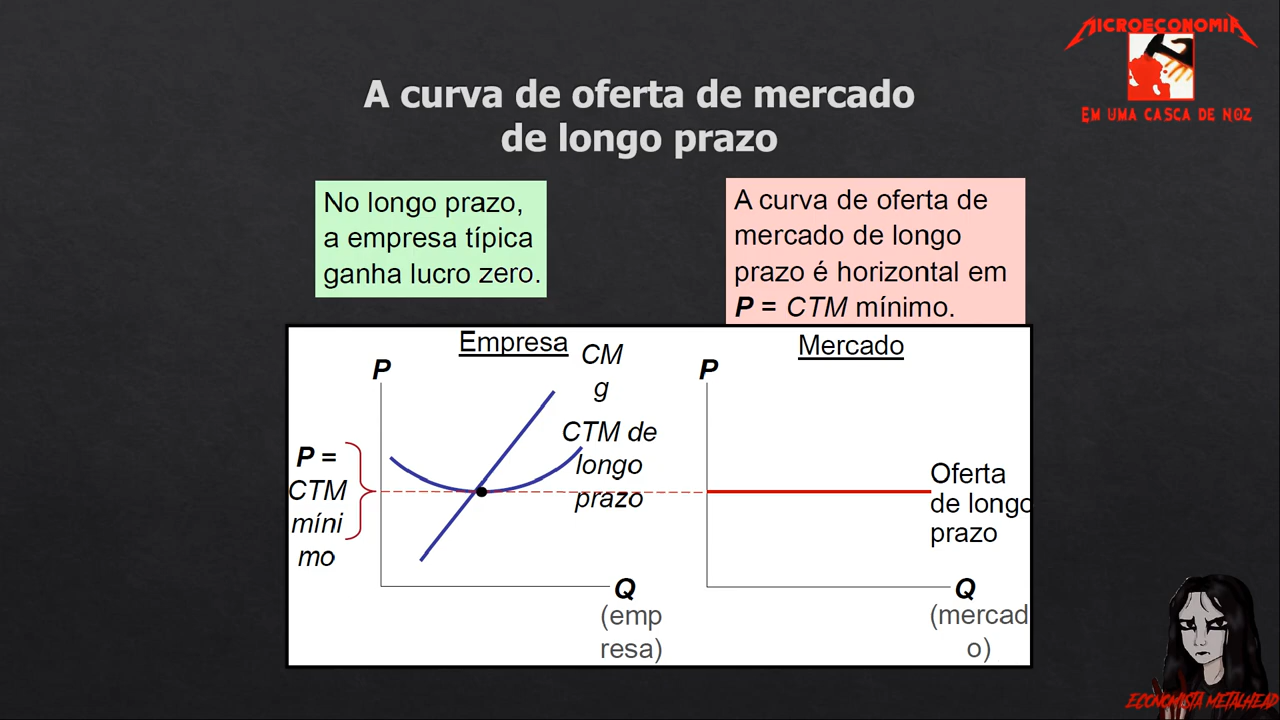 MICROECONOMIA
EM UMA CASCA DE NOZ
A curva de oferta de mercado
de longo prazo
No longo prazo,
a empresa típica
ganha lucro zero.
A curva de oferta de
mercado de longo
prazo é horizontal em
P = CTM mínimo.
Empresa
CM
g
P
CTM de
longo
prazo
P =
CTM
míni
mo
Q
(emp
resa)
Mercado
P
Oferta
de longo
prazo
Q
(mercad
o)
ECONOMISTA METALHEAD